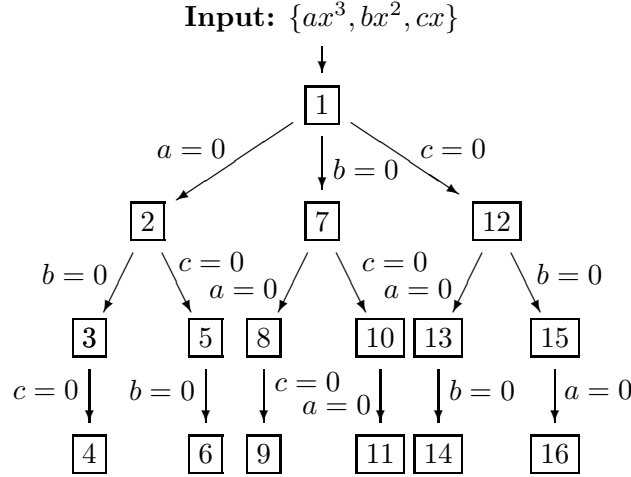 Input: {ax³, bx², cx}
1
a = 0 b = 0 c = 0
2 7 12
b = 0 c = 0 a = 0 c = 0 a = 0 b = 0
3 5 8 10 13 15
c = 0 b = 0 c = 0 a = 0 b = 0 a = 0
4 6 9 11 14 16